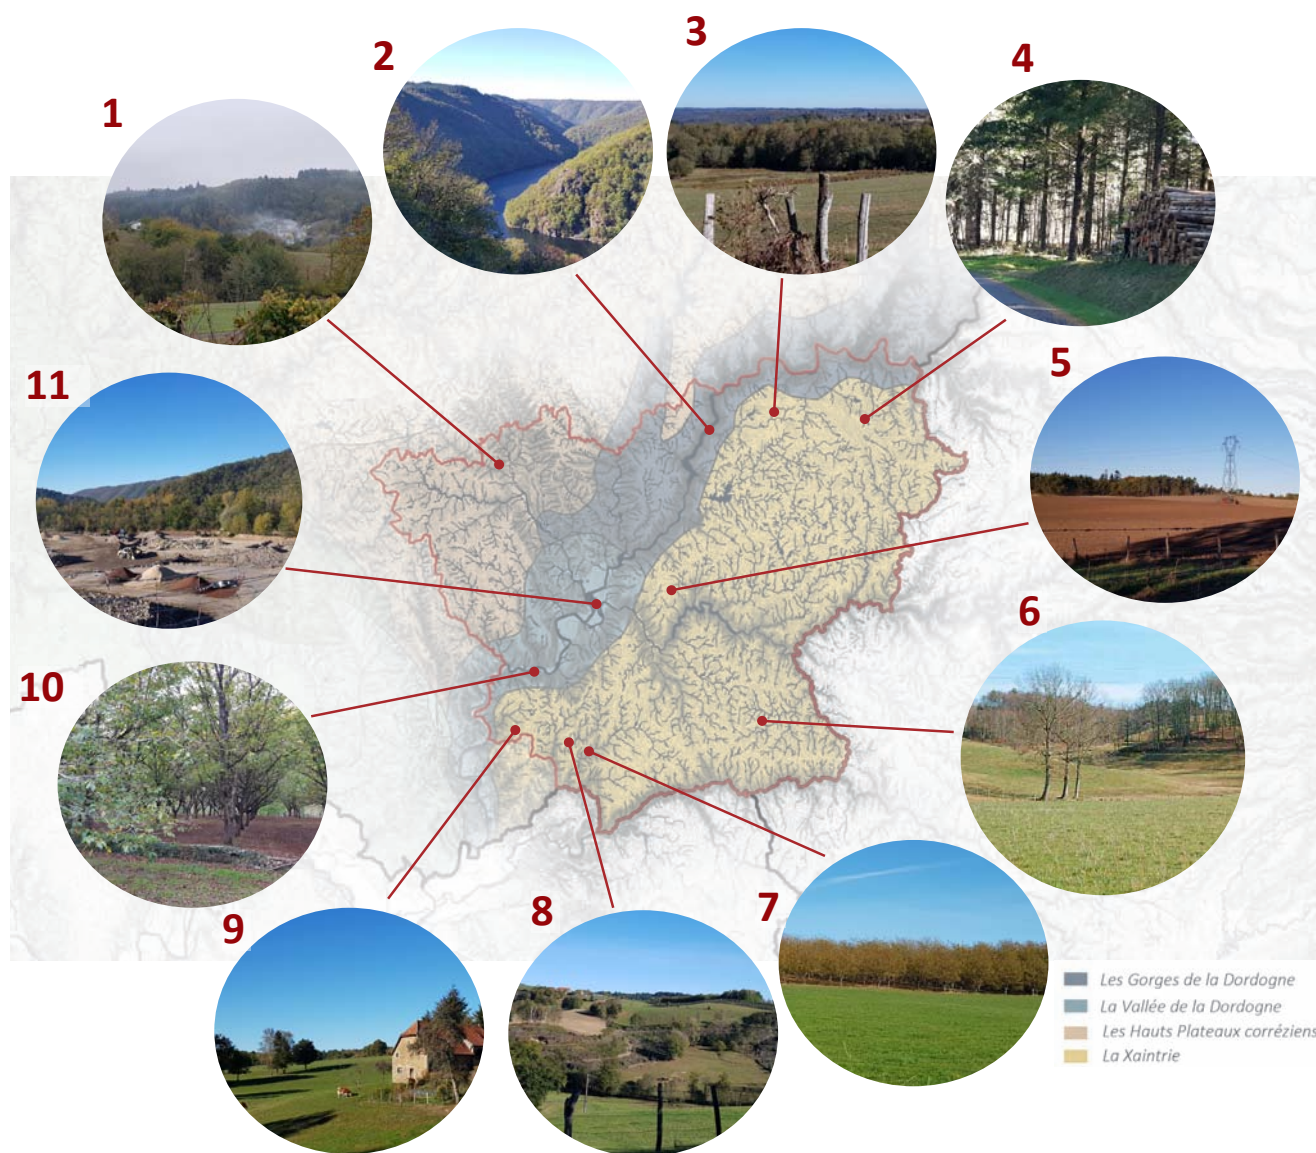 1
2
3
4
5
6
7
8
9
10
11
Les Gorges de la Dordogne
La Vallée de la Dordogne
Les Hauts Plateaux corréziens
La Xaintrie